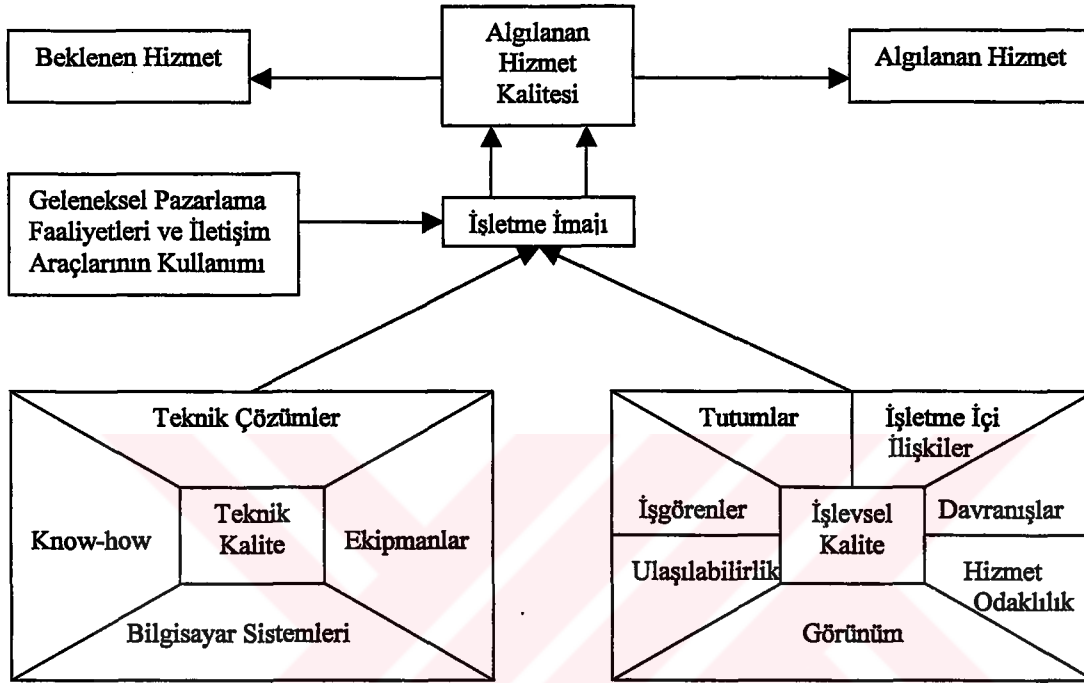 Beklenen Hizmet
Algılanan
Hizmet
Kalitesi
Algılanan Hizmet
Geleneksel Pazarlama
Faaliyetleri ve İletişim
Araçlarının Kullanımı
İşletme İmajı
Teknik Çözümler
Know-how
Teknik
Kalite
Ekipmanlar
Bilgisayar Sistemleri
Tutumlar
İşletme İçi
İlişkiler
İşgörenler
İşlevsel
Kalite
Davranışlar
Ulaşılabilirlik
Hizmet
Odaklılık
Görünüm